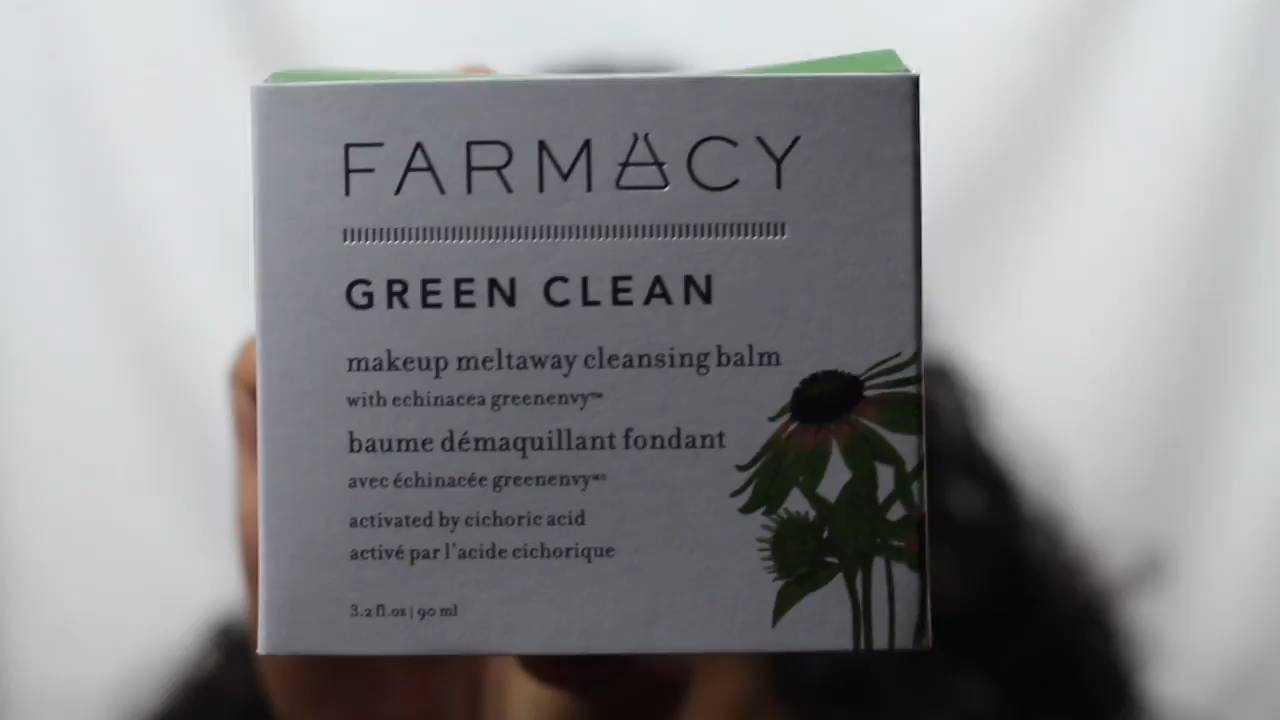 FARMACY
GREEN CLEAN
makeup meltaway cleansing balm
with echinacea greenenvy™
baume démaquillant fondant
avec échinacée greenenvy
activated by cichoric acid
activé par l'acide cichorique
3.2 fl.oz | 90 ml